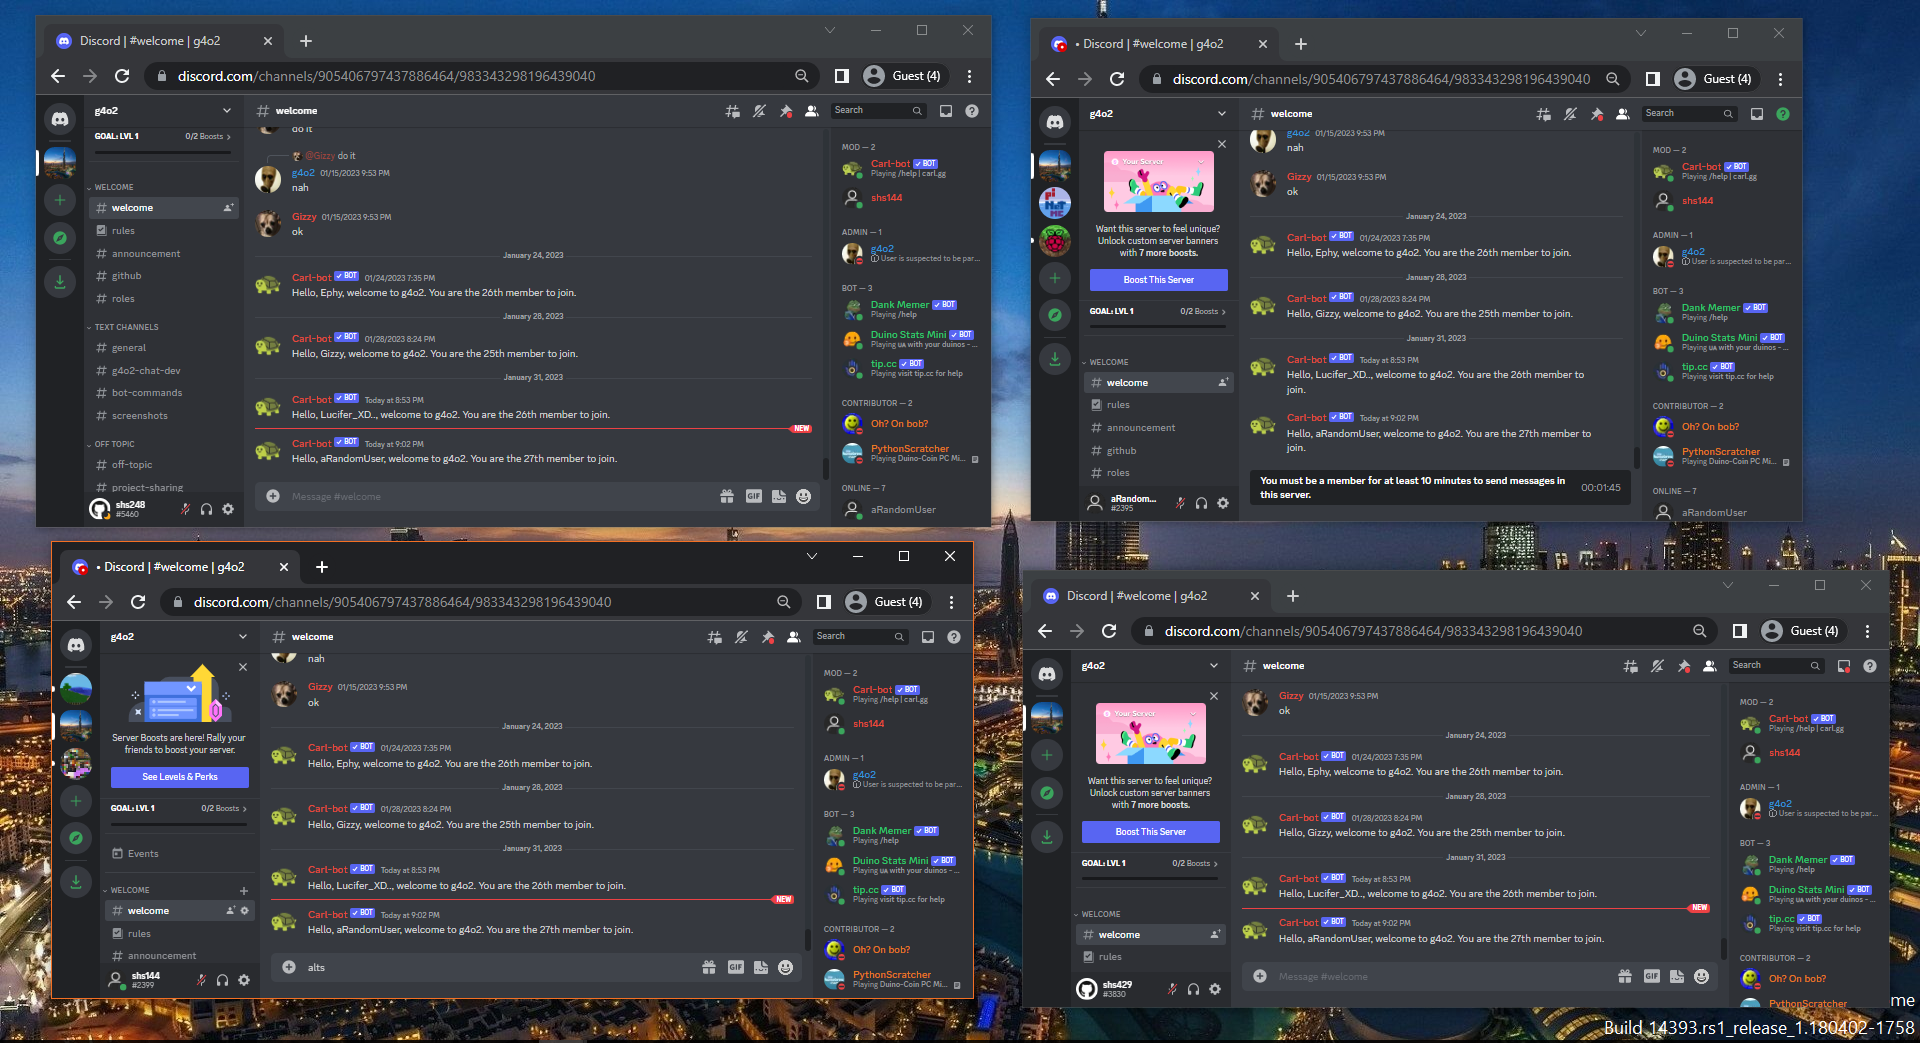 Discord | #welcome | g4o2
discord.com/channels/905406797437886464/983343298196439040
Guest (4)
g4o2
GOAL: LVL 1
0/2 Boosts
WELCOME
welcome
rules
announcement
github
roles
TEXT CHANNELS
general
g4o2-chat-dev
bot-commands
screenshots
OFF TOPIC
off-topic
project-sharing
shs248
#5460
welcome
Search
do it
@Gizzy do it
g4o2 01/15/2023 9:53 PM
nah
Gizzy 01/15/2023 9:53 PM
ok
January 24, 2023
Carl-bot BOT 01/24/2023 7:35 PM
Hello, Ephy, welcome to g4o2. You are the 26th member to join.
January 28, 2023
Carl-bot BOT 01/28/2023 8:24 PM
Hello, Gizzy, welcome to g4o2. You are the 25th member to join.
January 31, 2023
Carl-bot BOT Today at 8:53 PM
Hello, Lucifer_XD.., welcome to g4o2. You are the 26th member to join.
NEW
Carl-bot BOT Today at 9:02 PM
Hello, aRandomUser, welcome to g4o2. You are the 27th member to join.
Message #welcome
GIF
MOD — 2
Carl-bot BOT
Playing /help | carl.gg
shs144
ADMIN — 1
g4o2
User is suspected to be par...
BOT — 3
Dank Memer BOT
Playing /help
Duino Stats Mini BOT
Playing with your duinos - ...
tip.cc BOT
Playing visit tip.cc for help
CONTRIBUTOR — 2
Oh? On bob?
PythonScratcher
Playing Duino-Coin PC Mi...
ONLINE — 7
aRandomUser
• Discord | #welcome | g4o2
discord.com/channels/905406797437886464/983343298196439040
Guest (4)
g4o2
Your Server
Want this server to feel unique?
Unlock custom server banners
with 7 more boosts.
Boost This Server
GOAL: LVL 1
0/2 Boosts
WELCOME
welcome
rules
announcement
github
roles
aRandom...
#2395
welcome
Search
g4o2 01/15/2023 9:53 PM
nah
Gizzy 01/15/2023 9:53 PM
ok
January 24, 2023
Carl-bot BOT 01/24/2023 7:35 PM
Hello, Ephy, welcome to g4o2. You are the 26th member to join.
January 28, 2023
Carl-bot BOT 01/28/2023 8:24 PM
Hello, Gizzy, welcome to g4o2. You are the 25th member to join.
January 31, 2023
Carl-bot BOT Today at 8:53 PM
Hello, Lucifer_XD.., welcome to g4o2. You are the 26th member to
join.
Carl-bot BOT Today at 9:02 PM
Hello, aRandomUser, welcome to g4o2. You are the 27th member to
join.
You must be a member for at least 10 minutes to send messages in
this server.
00:01:45
MOD — 2
Carl-bot BOT
Playing /help | carl.gg
shs144
ADMIN — 1
g4o2
User is suspected to be par...
BOT — 3
Dank Memer BOT
Playing /help
Duino Stats Mini BOT
Playing with your duinos - ...
tip.cc BOT
Playing visit tip.cc for help
CONTRIBUTOR — 2
Oh? On bob?
PythonScratcher
Playing Duino-Coin PC Mi...
ONLINE — 7
aRandomUser
• Discord | #welcome | g4o2
discord.com/channels/905406797437886464/983343298196439040
Guest (4)
g4o2
Server Boosts are here! Rally your
friends to boost your server.
See Levels & Perks
GOAL: LVL 1
0/2 Boosts
Events
WELCOME
welcome
rules
announcement
shs144
#2399
welcome
Search
nah
Gizzy 01/15/2023 9:53 PM
ok
January 24, 2023
Carl-bot BOT 01/24/2023 7:35 PM
Hello, Ephy, welcome to g4o2. You are the 26th member to join.
January 28, 2023
Carl-bot BOT 01/28/2023 8:24 PM
Hello, Gizzy, welcome to g4o2. You are the 25th member to join.
January 31, 2023
Carl-bot BOT Today at 8:53 PM
Hello, Lucifer_XD.., welcome to g4o2. You are the 26th member to join.
NEW
Carl-bot BOT Today at 9:02 PM
Hello, aRandomUser, welcome to g4o2. You are the 27th member to join.
alts
GIF
MOD — 2
Carl-bot BOT
Playing /help | carl.gg
shs144
ADMIN — 1
g4o2
User is suspected to be par...
BOT — 3
Dank Memer BOT
Playing /help
Duino Stats Mini BOT
Playing with your duinos - ...
tip.cc BOT
Playing visit tip.cc for help
CONTRIBUTOR — 2
Oh? On bob?
PythonScratcher
Playing Duino-Coin PC Mi...
Discord | #welcome | g4o2
discord.com/channels/905406797437886464/983343298196439040
Guest (4)
g4o2
Your Server
Want this server to feel unique?
Unlock custom server banners
with 7 more boosts.
Boost This Server
GOAL: LVL 1
0/2 Boosts
WELCOME
welcome
rules
shs429
#3830
welcome
Search
Gizzy 01/15/2023 9:53 PM
ok
January 24, 2023
Carl-bot BOT 01/24/2023 7:35 PM
Hello, Ephy, welcome to g4o2. You are the 26th member to join.
January 28, 2023
Carl-bot BOT 01/28/2023 8:24 PM
Hello, Gizzy, welcome to g4o2. You are the 25th member to join.
January 31, 2023
Carl-bot BOT Today at 8:53 PM
Hello, Lucifer_XD.., welcome to g4o2. You are the 26th member to join.
NEW
Carl-bot BOT Today at 9:02 PM
Hello, aRandomUser, welcome to g4o2. You are the 27th member to join.
Message #welcome
GIF
MOD — 2
Carl-bot BOT
Playing /help | carl.gg
shs144
ADMIN — 1
g4o2
User is suspected to be par...
BOT — 3
Dank Memer BOT
Playing /help
Duino Stats Mini BOT
Playing with your duinos - ...
tip.cc BOT
Playing visit tip.cc for help
CONTRIBUTOR — 2
Oh? On bob?
PythonScratcher
me
Build 14393.rs1_release_1.180402-1758